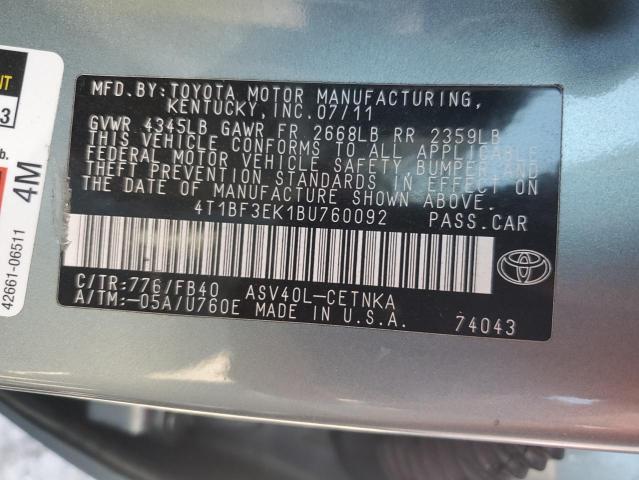 MFD.BY:TOYOTA MOTOR MANUFACTURING,
KENTUCKY, INC. 07/11
GVWR 4345LB GAWR FR 2668LB RR 2359LB
THIS VEHICLE CONFORMS TO ALL APPLICABLE
FEDERAL MOTOR VEHICLE SAFETY, BUMPER, AND
THEFT PREVENTION STANDARDS IN EFFECT ON
THE DATE OF MANUFACTURE SHOWN ABOVE.
4T1BF3EK1BU760092 PASS.CAR
C/TR:776/FB40 ASV40L-CETNKA
A/TM:-05A/U760E MADE IN U.S.A.
74043
3
b.
4M
42661-06511